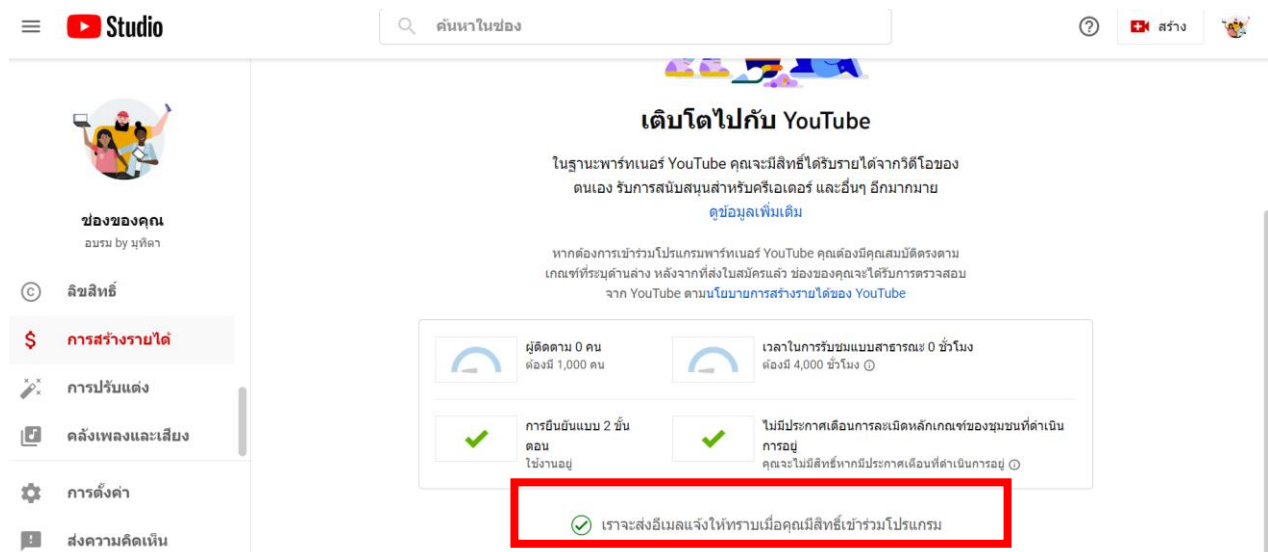 Studio
ค้นหาในช่อง
สร้าง
ช่องของคุณ
อบรม by มุทิตา
ลิขสิทธิ์
การสร้างรายได้
การปรับแต่ง
คลังเพลงและเสียง
การตั้งค่า
ส่งความคิดเห็น
เติบโตไปกับ YouTube
ในฐานะพาร์ทเนอร์ YouTube คุณจะมีสิทธิ์ได้รับรายได้จากวิดีโอของ
ตนเอง รับการสนับสนุนสำหรับครีเอเตอร์ และอื่นๆ อีกมากมาย
ดูข้อมูลเพิ่มเติม
หากต้องการเข้าร่วมโปรแกรมพาร์ทเนอร์ YouTube คุณต้องมีคุณสมบัติตรงตาม
เกณฑ์ที่ระบุด้านล่าง หลังจากที่ส่งใบสมัครแล้ว ช่องของคุณจะได้รับการตรวจสอบ
จาก YouTube ตามนโยบายการสร้างรายได้ของ YouTube
ผู้ติดตาม 0 คน
ต้องมี 1,000 คน
เวลาในการรับชมแบบสาธารณะ 0 ชั่วโมง
ต้องมี 4,000 ชั่วโมง
การยืนยันแบบ 2 ขั้น
ตอน
ใช้งานอยู่
ไม่มีประกาศเตือนการละเมิดหลักเกณฑ์ของชุมชนที่ดำเนิน
การอยู่
คุณจะไม่มีสิทธิ์หากมีประกาศเตือนที่ดำเนินการอยู่
เราจะส่งอีเมลแจ้งให้ทราบเมื่อคุณมีสิทธิ์เข้าร่วมโปรแกรม